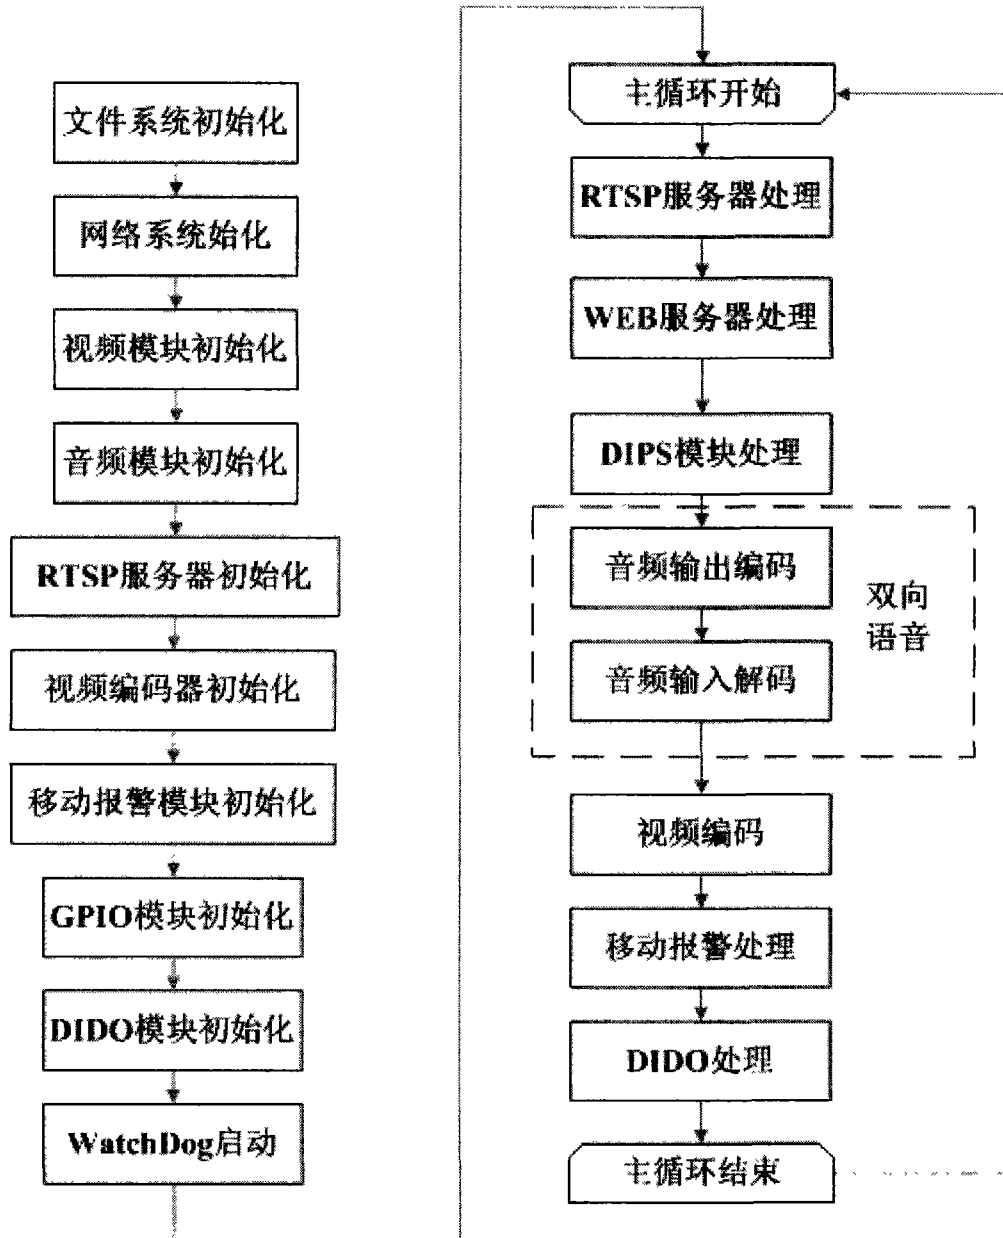 文件系统初始化
网络系统始化
视频模块初始化
音频模块初始化
RTSP服务器初始化
视频编码器初始化
移动报警模块初始化
GPIO模块初始化
DIDO模块初始化
WatchDog启动
主循环开始
RTSP服务器处理
WEB服务器处理
DIPS模块处理
音频输出编码
双向
语音
音频输入解码
视频编码
移动报警处理
DIDO处理
主循环结束